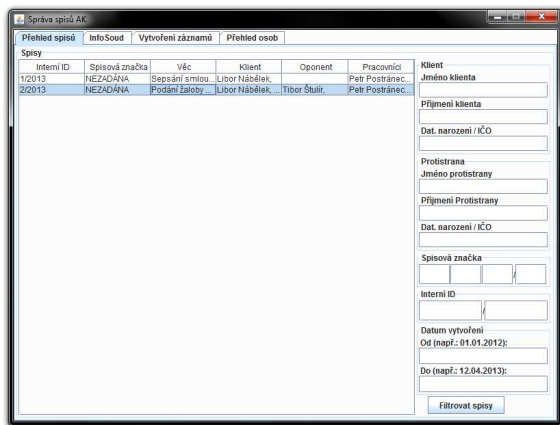 Správa spisů AK
Přehled spisů InfoSoud Vytvoření záznamů Přehled osob
Spisy
Interní ID Spisová značka Věc Klient Oponent Pracovníci
1/2013 NEZADÁNA Sepsání smlou... Libor Nábělek, Petr Postránec...
2/2013 NEZADÁNA Podání žaloby ... Libor Nábělek, ... Tibor Štulír, Petr Postránec...
Klient
Jméno klienta
Příjmení klienta
Dat. narození / IČO
Protistrana
Jméno protistrany
Příjmení Protistrany
Dat. narození / IČO
Spisová značka
/
Interní ID
/
Datum vytvoření
Od (např.: 01.01.2012):
Do (např.: 12.04.2013):
Filtrovat spisy